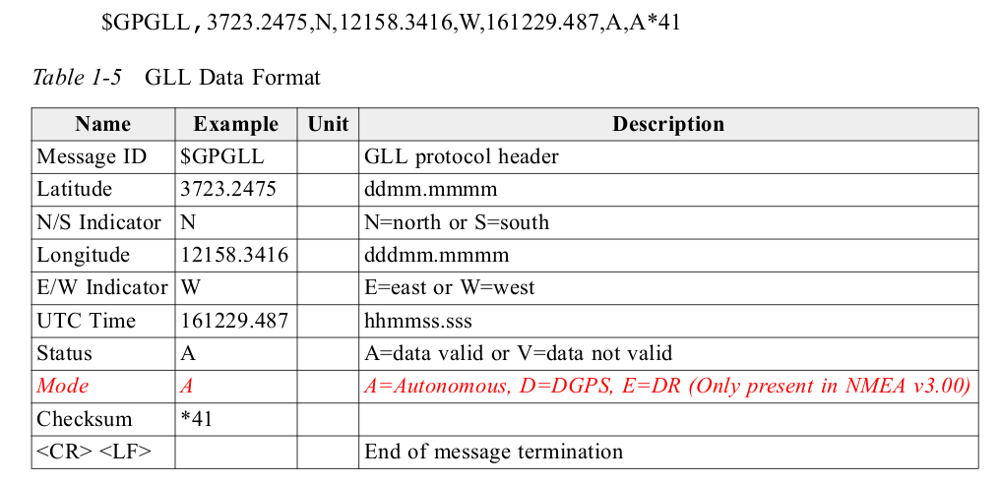 $GPGLL,3723.2475,N,12158.3416,W,161229.487,A,A*41
Table 1-5 GLL Data Format
Name Example Unit Description
Message ID $GPGLL GLL protocol header
Latitude 3723.2475 ddmm.mmmm
N/S Indicator N N=north or S=south
Longitude 12158.3416 dddmm.mmmm
E/W Indicator W E=east or W=west
UTC Time 161229.487 hhmmss.sss
Status A A=data valid or V=data not valid
Mode A A=Autonomous, D=DGPS, E=DR (Only present in NMEA v3.00)
Checksum *41
<CR> <LF> End of message termination